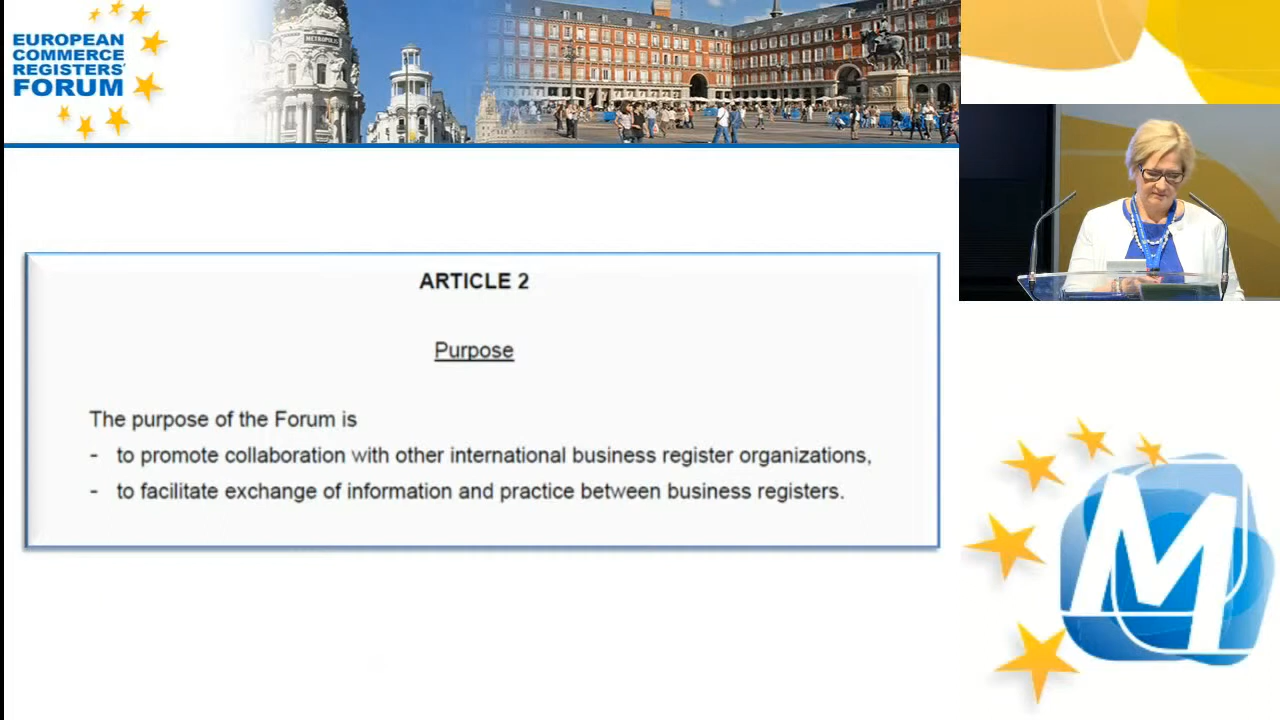 EUROPEAN
COMMERCE
REGISTERS'
FORUM
METROPOLIS
ARTICLE 2
Purpose
The purpose of the Forum is
- to promote collaboration with other international business register organizations,
- to facilitate exchange of information and practice between business registers.
M